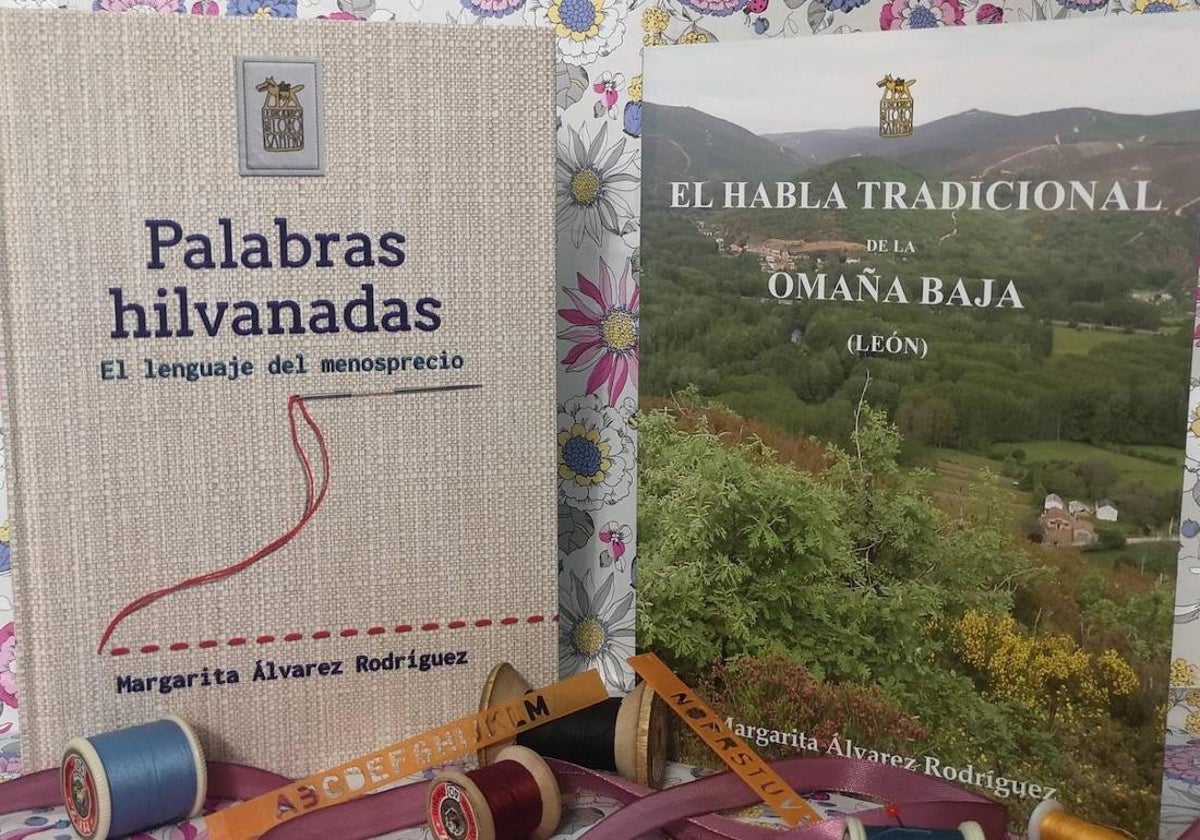 Palabras
hilvanadas
El lenguaje del menosprecio
Margarita Álvarez Rodríguez
EL HABLA TRADICIONAL
DE LA
OMAÑA BAJA
(LEÓN)
Margarita Álvarez Rodríguez
ABCDEFGHIJKLM